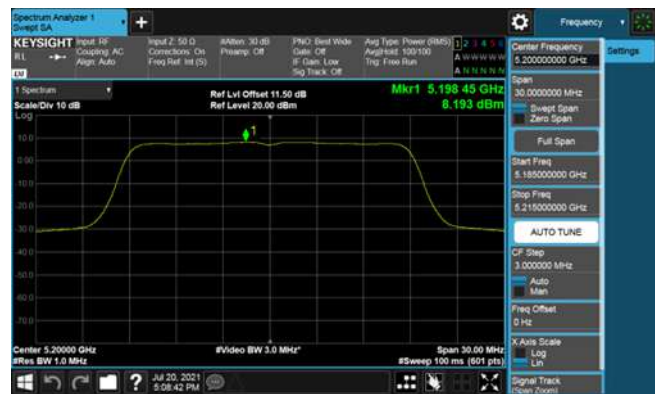 Spectrum Analyzer 1
Swept SA
+
Frequency
KEYSIGHT
RL
LXI
Input: RF
Coupling: AC
Align: Auto
Input Z: 50 Ω
Corrections: On
Freq Ref: Int (S)
#Atten: 30 dB
Preamp: Off
PNO: Best Wide
Gate: Off
IF Gain: Low
Sig Track: Off
Avg Type: Power (RMS)
Avg|Hold: 100/100
Trig: Free Run
1 2 3 4 5 6
A W W W W W
A N N N N N
1 Spectrum
Scale/Div 10 dB
Log
Ref Lvl Offset 11.50 dB
Ref Level 20.00 dBm
Mkr1 5.198 45 GHz
8.193 dBm
1
10.0
0.00
-10.0
-20.0
-30.0
-40.0
-50.0
-60.0
-70.0
Center 5.20000 GHz
#Res BW 1.0 MHz
#Video BW 3.0 MHz*
Span 30.00 MHz
#Sweep 100 ms (601 pts)
Jul 20, 2021
5:08:42 PM
Center Frequency
5.200000000 GHz
Settings
Span
30.0000000 MHz
Swept Span
Zero Span
Full Span
Start Freq
5.185000000 GHz
Stop Freq
5.215000000 GHz
AUTO TUNE
CF Step
3.000000 MHz
Auto
Man
Freq Offset
0 Hz
X Axis Scale
Log
Lin
Signal Track
(Span Zoom)